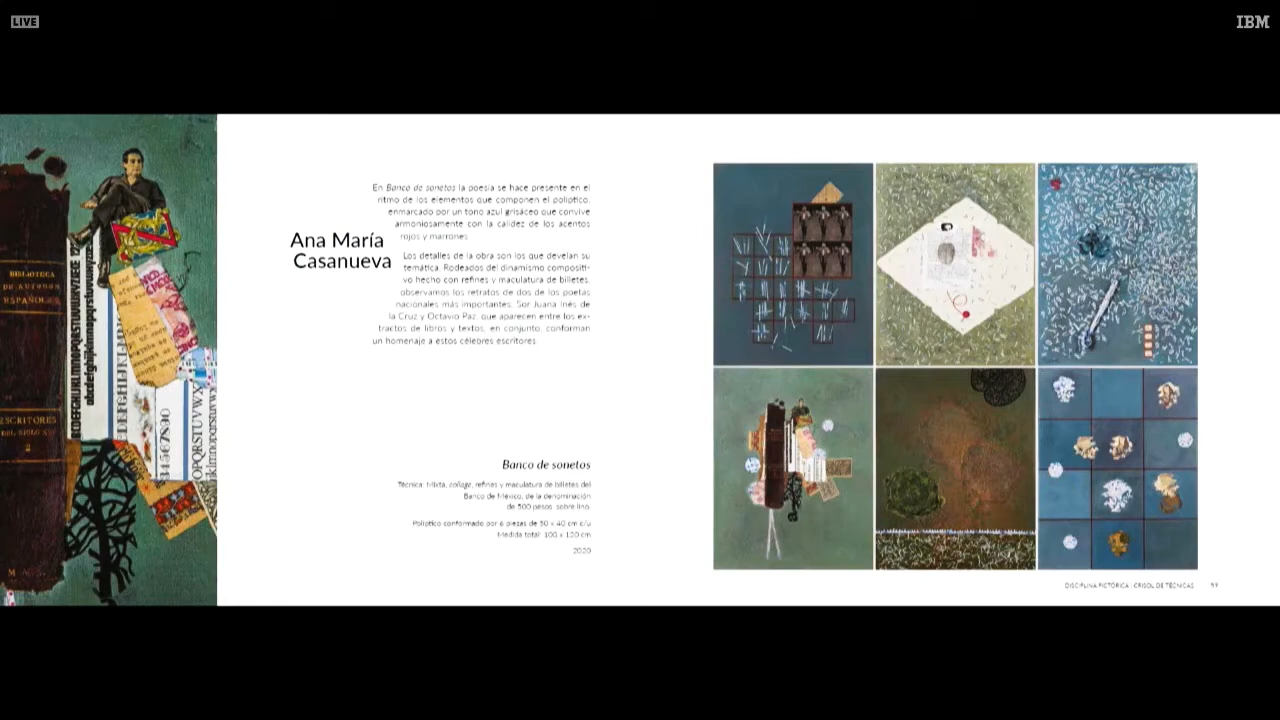 LIVE
IBM
BIBLIOTECA
DE AUTORES
ESPAÑOLES
ESCRITORES
DEL SIGLO XVI
2
En Banco de sonetos la poesía se hace presente en el
ritmo de los elementos que componen el políptico,
enmarcado por un tono azul grisáceo que convive
armoniosamente con la calidez de los acentos
rojos y marrones.
Ana María
Casanueva
Los detalles de la obra son los que develan su
temática. Rodeados del dinamismo compositi-
vo hecho con refines y maculatura de billetes,
observamos los retratos de dos de los poetas
nacionales más importantes: Sor Juana Inés de
la Cruz y Octavio Paz, que aparecen entre los ex-
tractos de libros y textos, en conjunto, conforman
un homenaje a estos célebres escritores.
Banco de sonetos
Técnica: Mixta, collage, refines y maculatura de billetes del
Banco de México, de la denominación
de 500 pesos, sobre lino.
Políptico conformado por 6 piezas de 50 x 40 cm c/u
Medida total: 100 x 120 cm
2020
DISCIPLINA PICTÓRICA | CRISOL DE TÉCNICAS